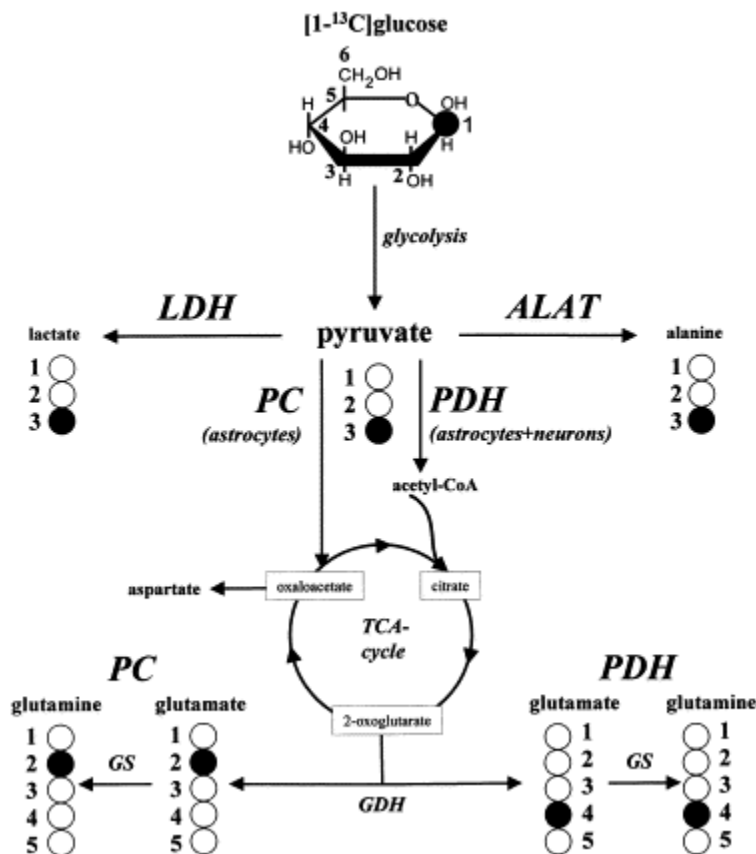 [1-¹³C]glucose
6
CH₂OH
5
O
OH
H
4
1
HO
OH
H
H
3
H
2
OH
glycolysis
LDH
ALAT
lactate
pyruvate
alanine
1
2
3
PC
(astrocytes)
1
2
3
PDH
(astrocytes+neurons)
1
2
3
acetyl-CoA
aspartate
oxaloacetate
citrate
TCA-
cycle
PC
PDH
glutamine
glutamate
2-oxoglutarate
glutamate
glutamine
1
2
3
4
5
GS
1
2
3
4
5
GDH
1
2
3
4
5
GS
1
2
3
4
5